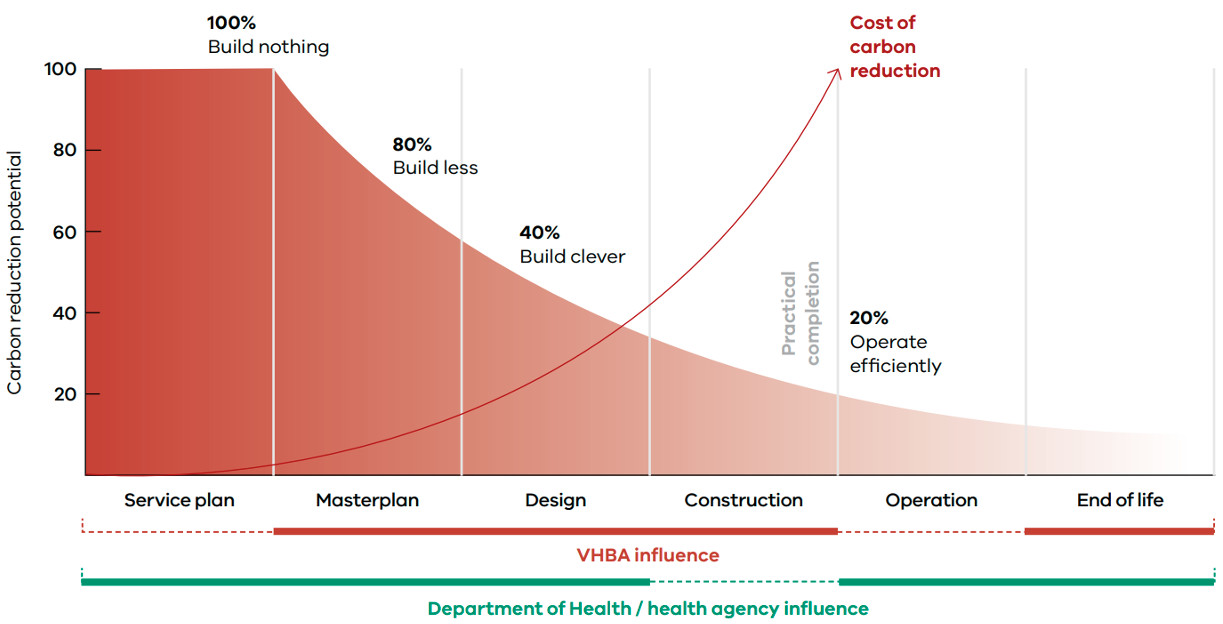 100%
Build nothing
Cost of
carbon
reduction
Carbon reduction potential
100
80
60
40
20
80%
Build less
40%
Build clever
Practical
completion
20%
Operate
efficiently
Service plan
Masterplan
Design
Construction
Operation
End of life
VHBA influence
Department of Health / health agency influence